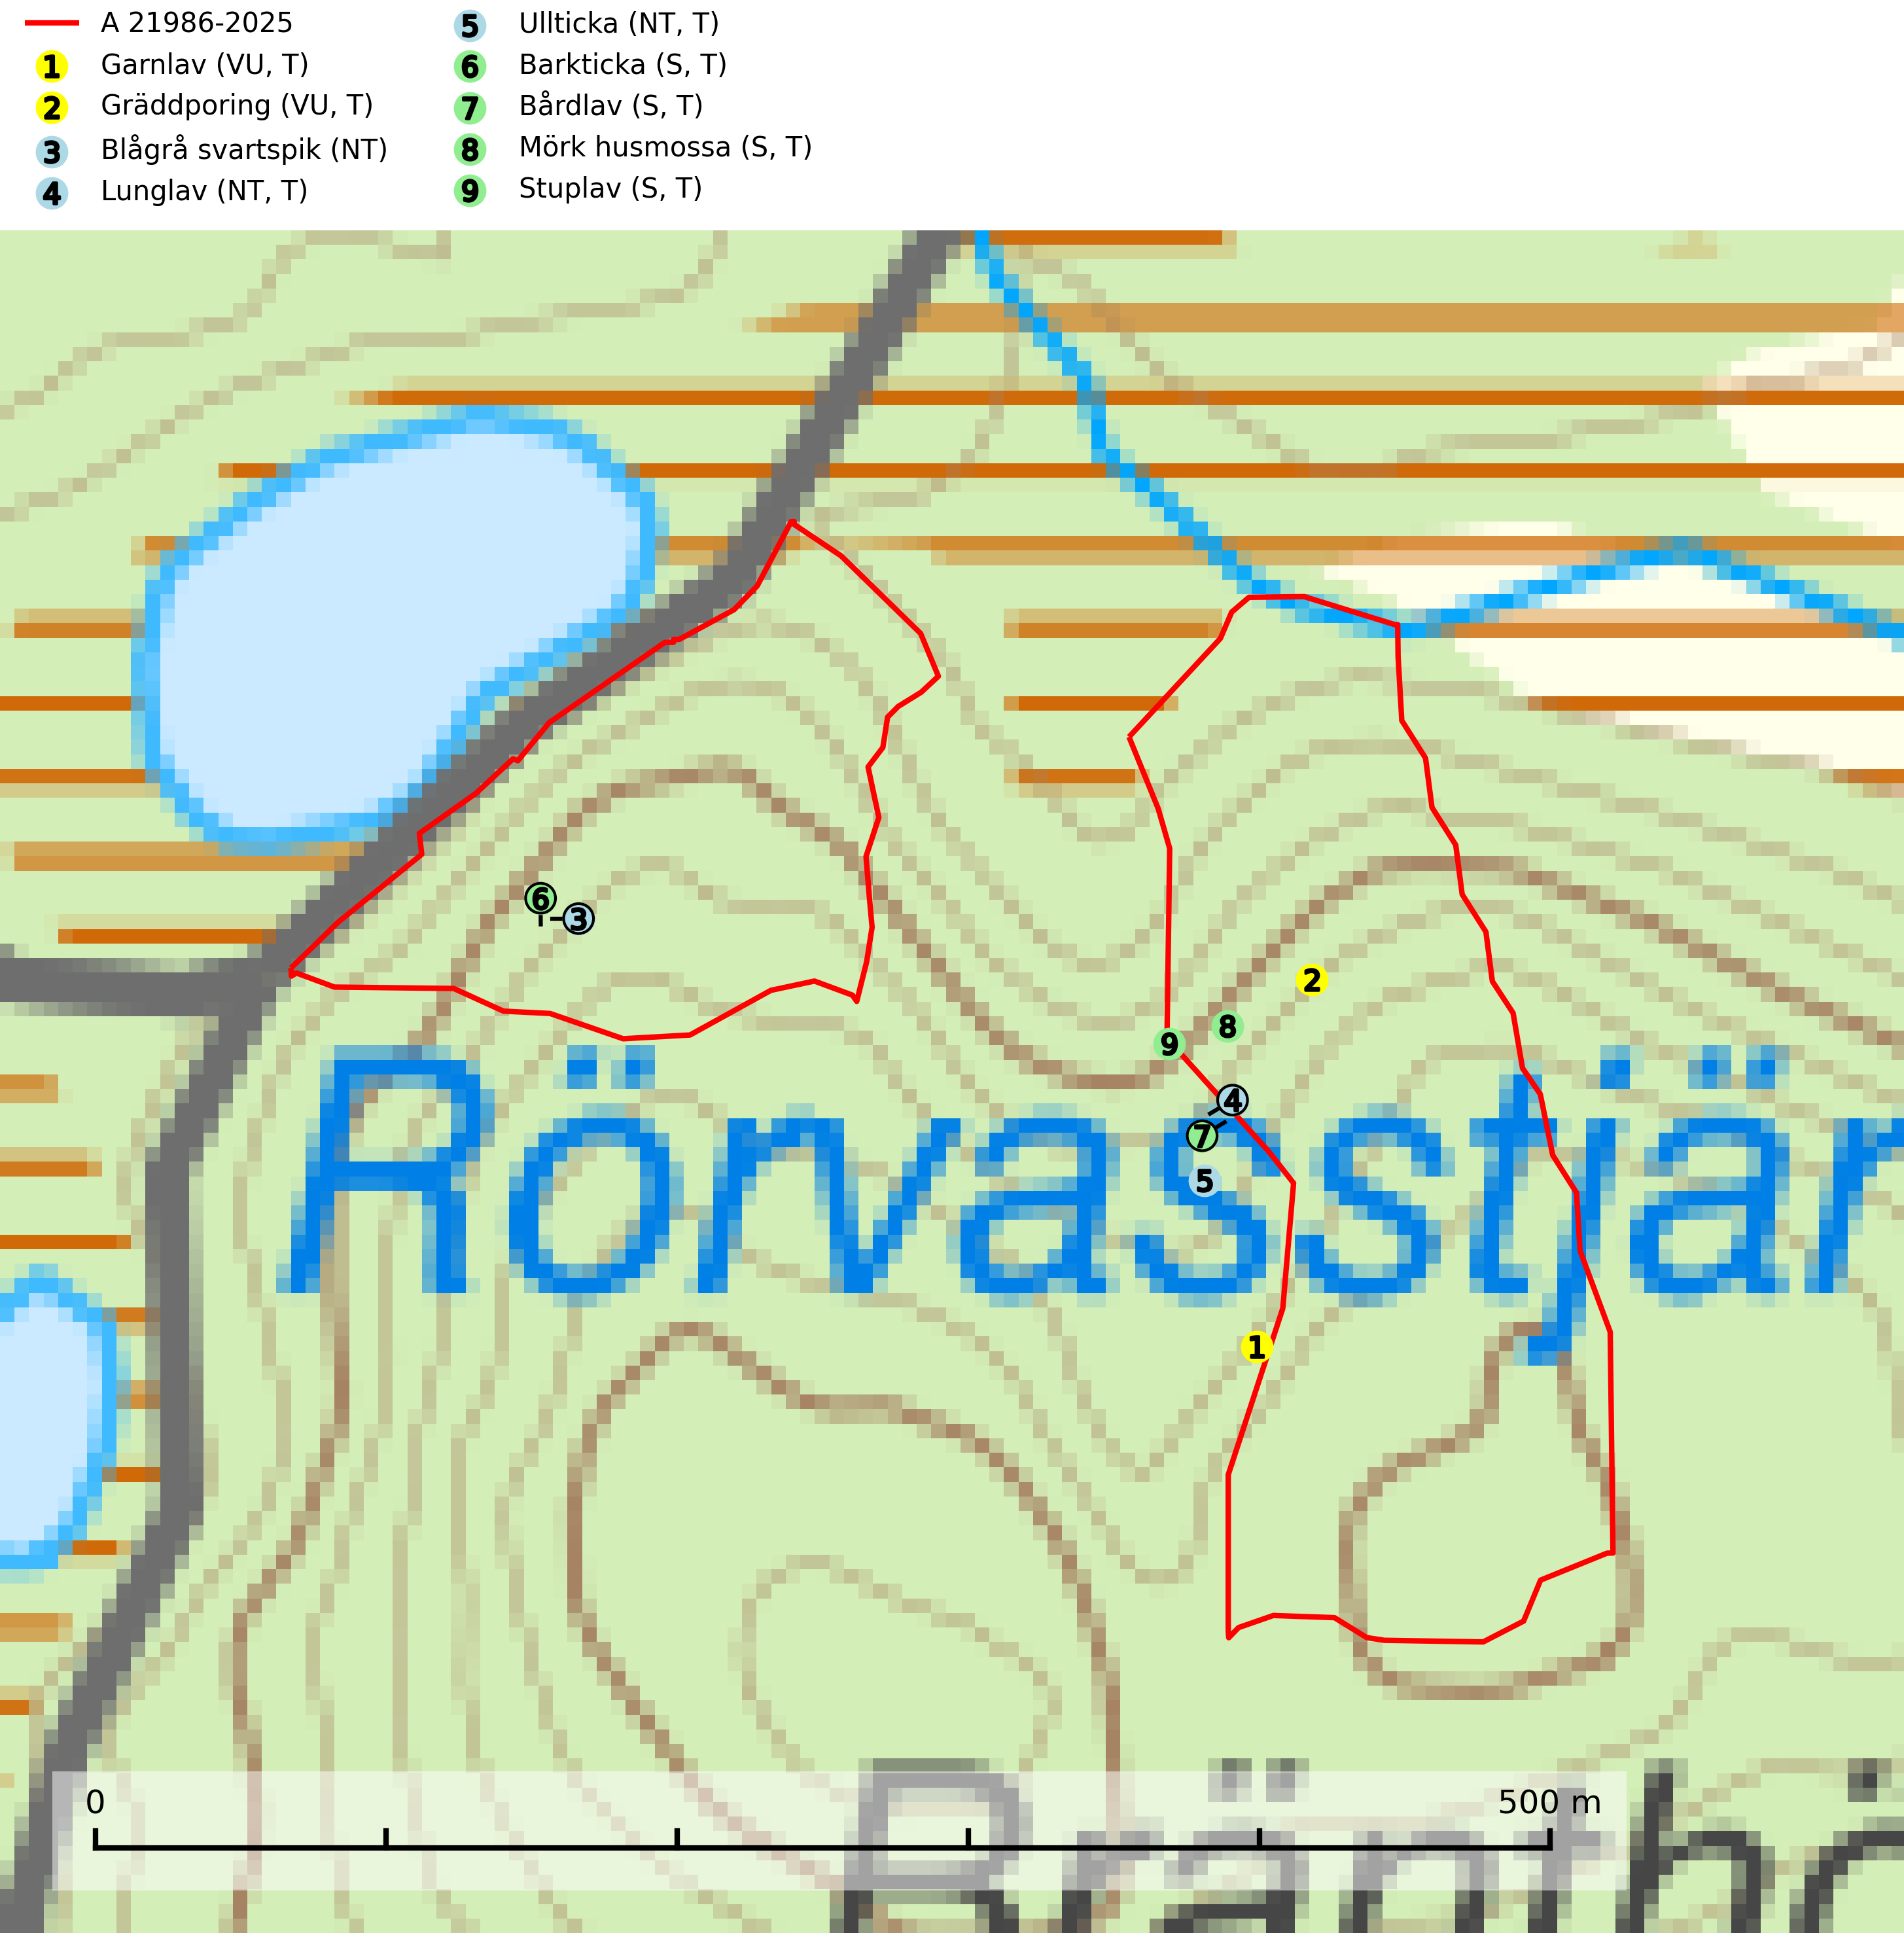 A 21986-2025
1 Garnlav (VU, T)
2 Gräddporing (VU, T)
3 Blågrå svartspik (NT)
4 Lunglav (NT, T)
5 Ullticka (NT, T)
6 Barkticka (S, T)
7 Bårdlav (S, T)
8 Mörk husmossa (S, T)
9 Stuplav (S, T)
6
3
2
8
9
4
7
5
Rörvasstjär
1
0
500 m